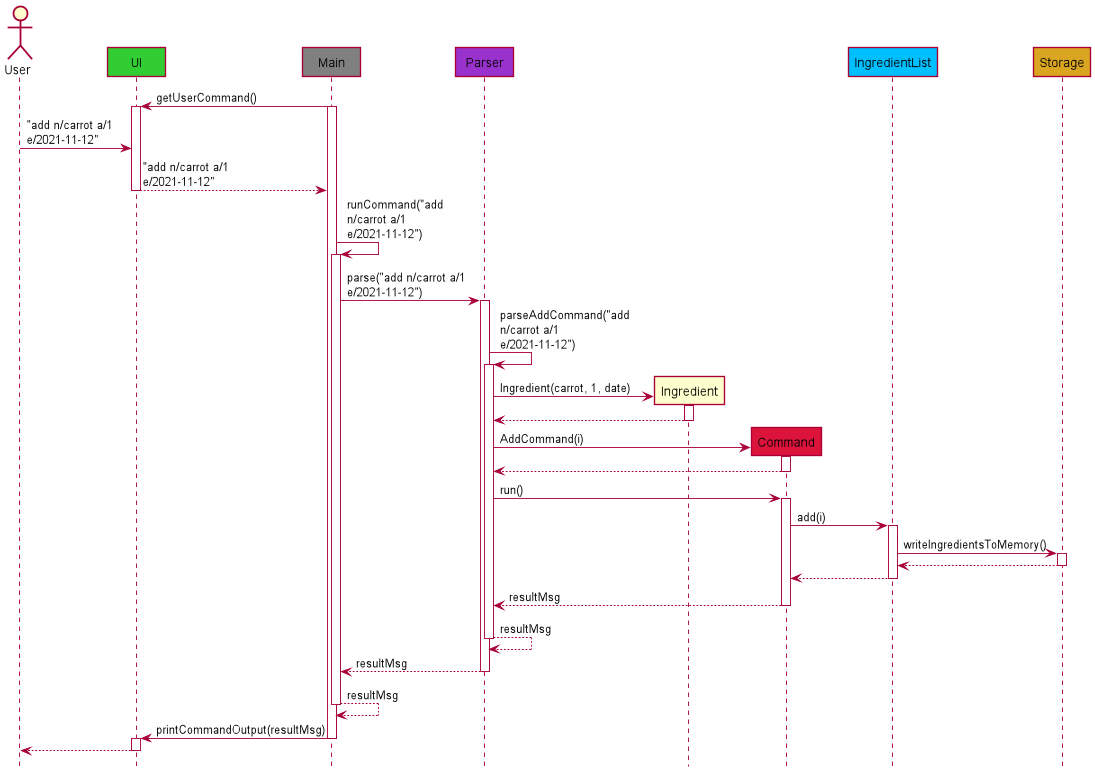 User
UI
Main
Parser
IngredientList
Storage
getUserCommand()
"add n/carrot a/1
e/2021-11-12"
"add n/carrot a/1
e/2021-11-12"
runCommand("add
n/carrot a/1
e/2021-11-12")
parse("add n/carrot a/1
e/2021-11-12")
parseAddCommand("add
n/carrot a/1
e/2021-11-12")
Ingredient(carrot, 1, date)
Ingredient
AddCommand(i)
Command
run()
add(i)
writeIngredientsToMemory()
resultMsg
resultMsg
resultMsg
resultMsg
printCommandOutput(resultMsg)